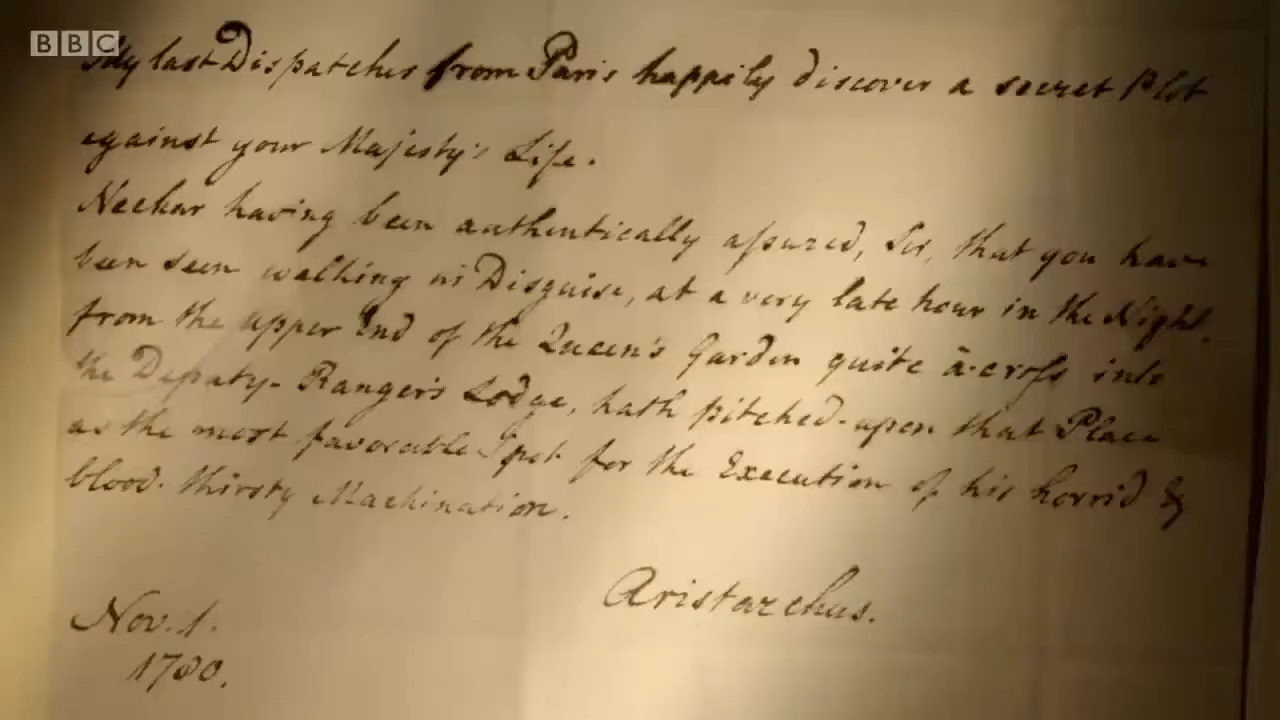 BBC
My last Dispatches from Paris happily discover a secret Plot
against your Majesty's Life.
Neckar having been authentically assured, Sir, that you have
been seen walking in Disguise, at a very late hour in the Night,
from the upper End of the Queen's Garden quite a-cross into
the Deputy-Ranger's Lodge, hath pitched-upon that Place
as the most favorable Spot for the Execution of his horrid &
blood-thirsty Machination.
Aristarchus.
Nov. 1.
1780.